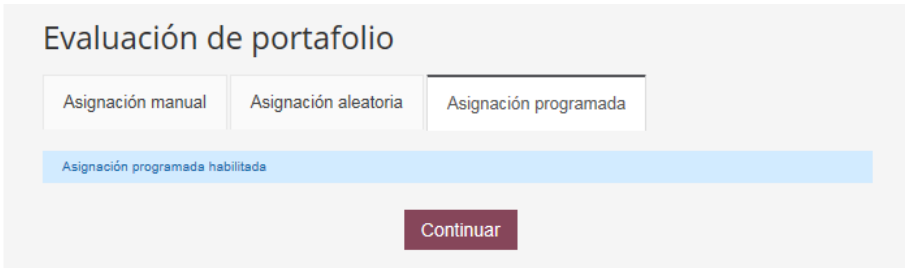 Evaluación de portafolio
Asignación manual Asignación aleatoria Asignación programada
Asignación programada habilitada
Continuar